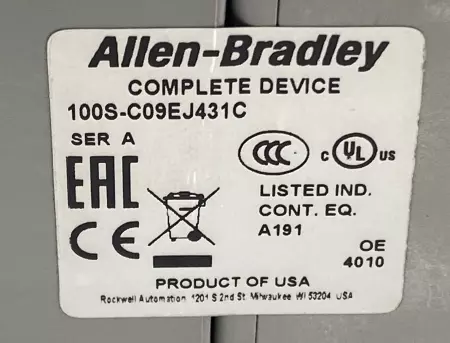 Allen-Bradley
COMPLETE DEVICE
100S-C09EJ431C
SER A
EAC
CE
CCC
c UL us
LISTED IND.
CONT. EQ.
A191
OE
4010
PRODUCT OF USA
Rockwell Automation 1201 S 2nd St. Milwaukee WI 53204 USA